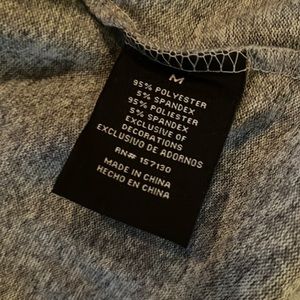 M
95% POLYESTER
5% SPANDEX
95% POLIESTER
5% SPANDEX
EXCLUSIVE OF
DECORATIONS
EXCLUSIVO DE ADORNOS
RN# 157130
MADE IN CHINA
HECHO EN CHINA